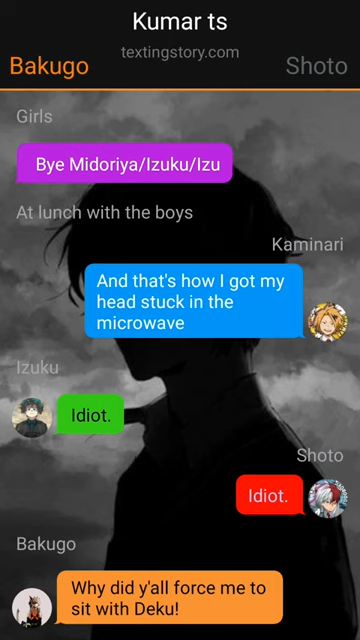 Kumar ts
textingstory.com
Bakugo
Shoto
Girls
Bye Midoriya/Izuku/Izu
At lunch with the boys
Kaminari
And that's how I got my
head stuck in the
microwave
Izuku
Idiot.
Shoto
Idiot.
Bakugo
Why did y'all force me to
sit with Deku!